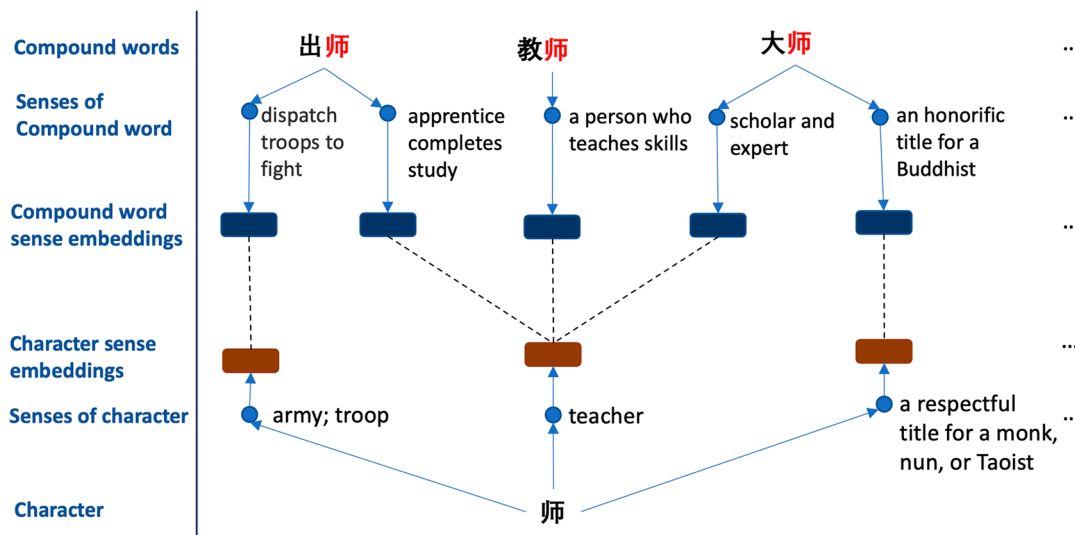 Compound words
出师
教师
大师
..
Senses of
Compound word
dispatch
troops to
fight
apprentice
completes
study
a person who
teaches skills
scholar and
expert
an honorific
title for a
Buddhist
..
Compound word
sense embeddings
..
Character sense
embeddings
...
Senses of character
army; troop
teacher
a respectful
title for a monk,
nun, or Taoist
..
Character
师